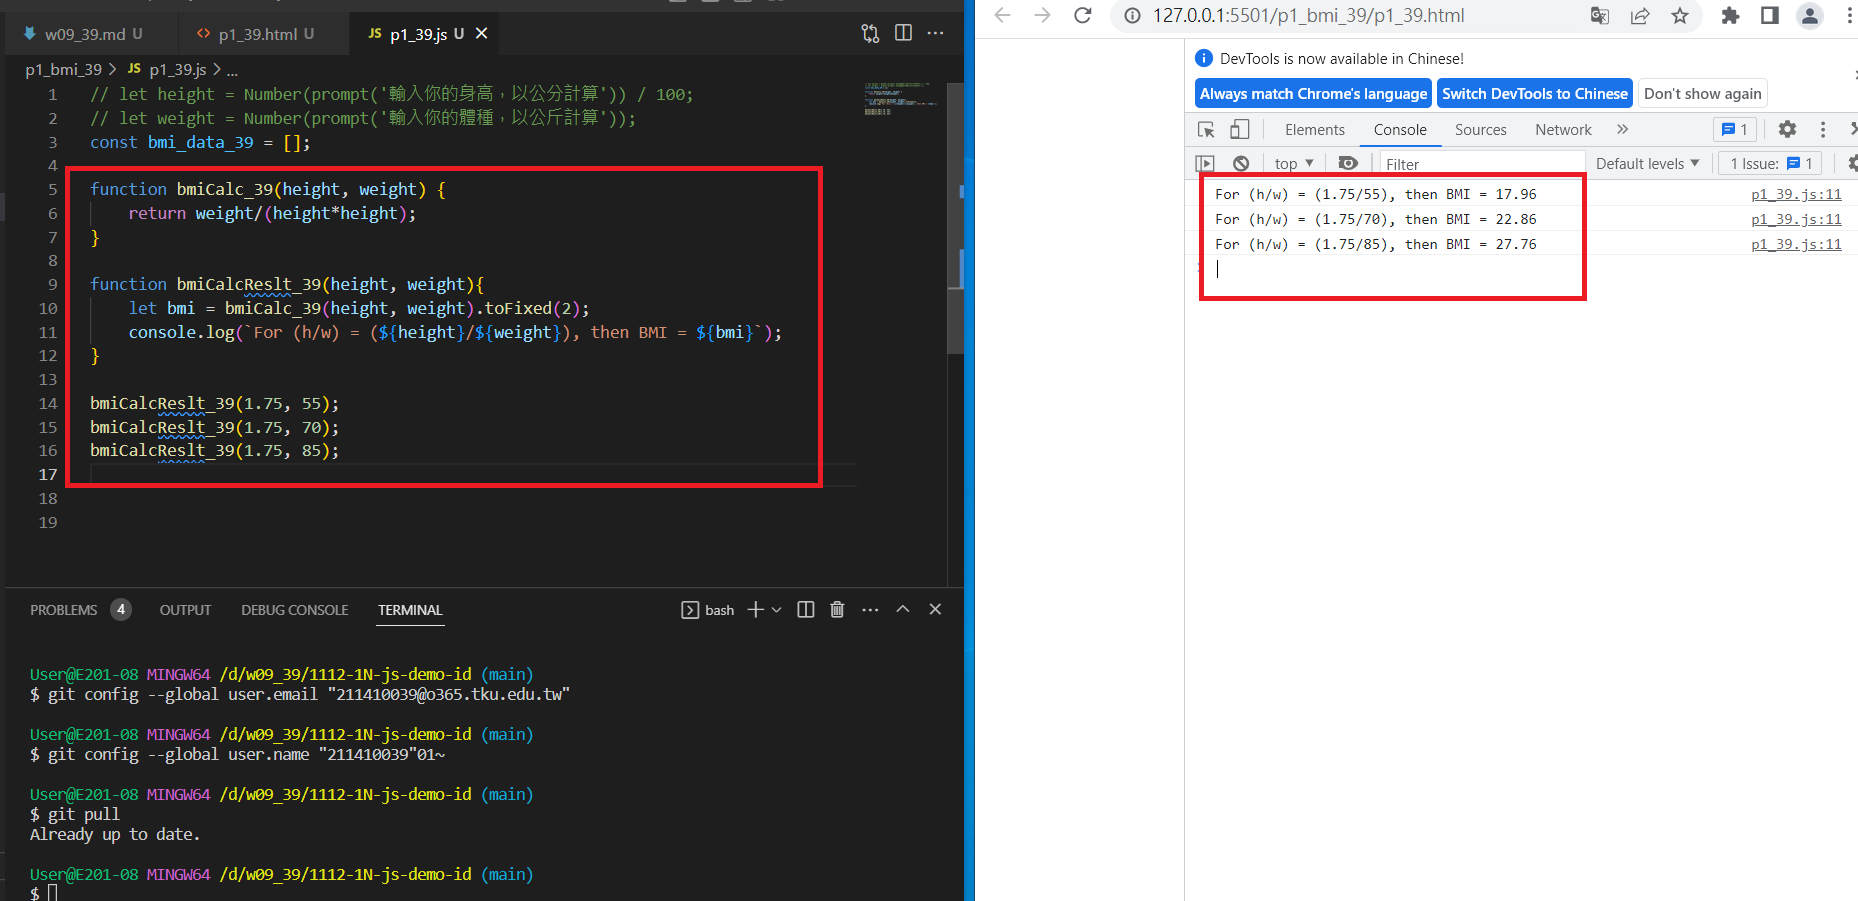 w09_39.md U
<> p1_39.html U
JS p1_39.js U
p1_bmi_39 > JS p1_39.js > ...
1 // let height = Number(prompt('輸入你的身高，以公分計算')) / 100;
2 // let weight = Number(prompt('輸入你的體種，以公斤計算'));
3 const bmi_data_39 = [];
4
5 function bmiCalc_39(height, weight) {
6 return weight/(height*height);
7 }
8
9 function bmiCalcReslt_39(height, weight){
10 let bmi = bmiCalc_39(height, weight).toFixed(2);
11 console.log(`For (h/w) = (${height}/${weight}), then BMI = ${bmi}`);
12 }
13
14 bmiCalcReslt_39(1.75, 55);
15 bmiCalcReslt_39(1.75, 70);
16 bmiCalcReslt_39(1.75, 85);
17
18
19
PROBLEMS 4 OUTPUT DEBUG CONSOLE TERMINAL bash
User@E201-08 MINGW64 /d/w09_39/1112-1N-js-demo-id (main)
$ git config --global user.email "211410039@o365.tku.edu.tw"
User@E201-08 MINGW64 /d/w09_39/1112-1N-js-demo-id (main)
$ git config --global user.name "211410039"01~
User@E201-08 MINGW64 /d/w09_39/1112-1N-js-demo-id (main)
$ git pull
Already up to date.
User@E201-08 MINGW64 /d/w09_39/1112-1N-js-demo-id (main)
$
127.0.0.1:5501/p1_bmi_39/p1_39.html
DevTools is now available in Chinese!
Always match Chrome's language Switch DevTools to Chinese Don't show again
Elements Console Sources Network » 1
top Filter Default levels 1 Issue: 1
For (h/w) = (1.75/55), then BMI = 17.96 p1_39.js:11
For (h/w) = (1.75/70), then BMI = 22.86 p1_39.js:11
For (h/w) = (1.75/85), then BMI = 27.76 p1_39.js:11